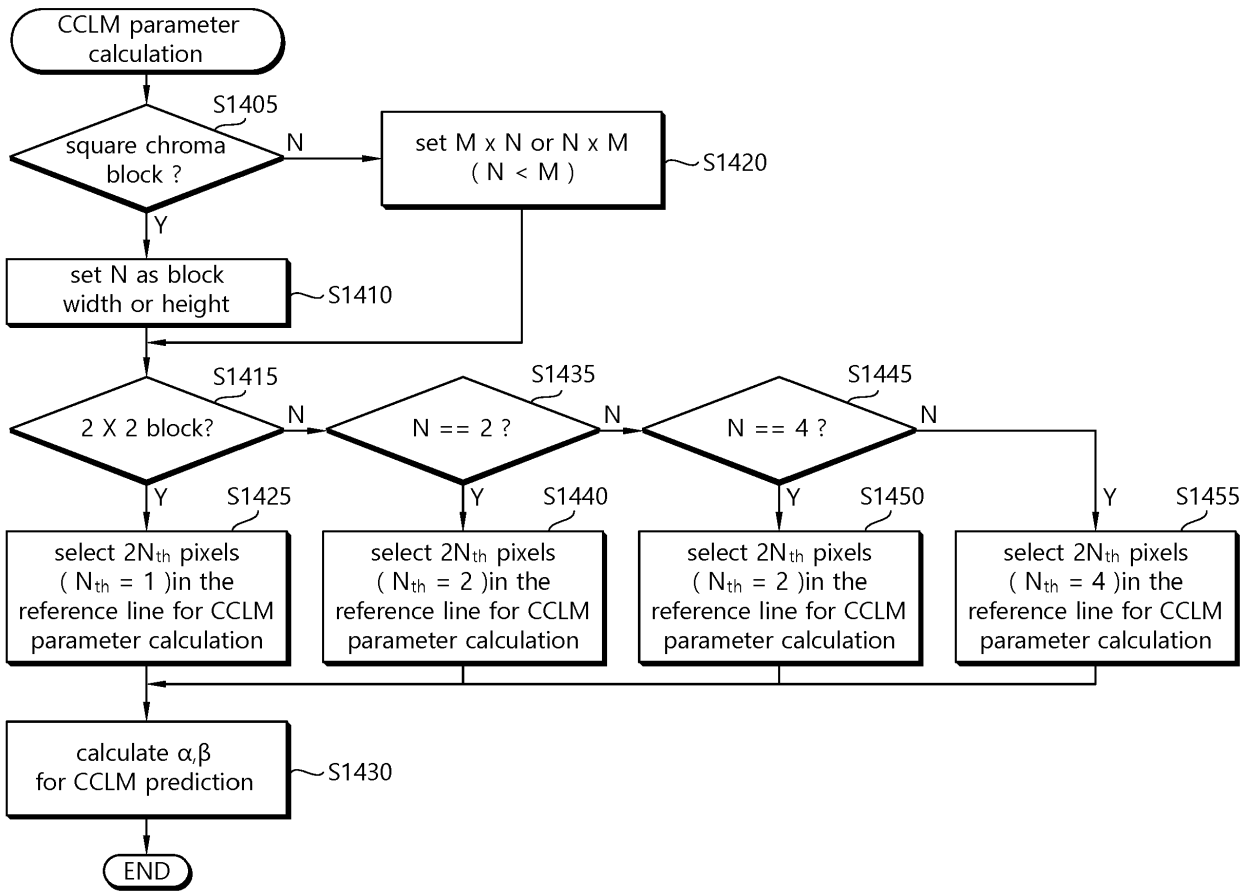 CCLM parameter
calculation
S1405
square chroma
block ?
N
set M x N or N x M
( N < M )
S1420
Y
set N as block
width or height
S1410
S1415
2 X 2 block?
N
S1435
N == 2 ?
N
S1445
N == 4 ?
N
Y
S1425
Y
S1440
Y
S1450
Y
S1455
select 2Nth pixels
( Nth = 1 )in the
reference line for CCLM
parameter calculation
select 2Nth pixels
( Nth = 2 )in the
reference line for CCLM
parameter calculation
select 2Nth pixels
( Nth = 2 )in the
reference line for CCLM
parameter calculation
select 2Nth pixels
( Nth = 4 )in the
reference line for CCLM
parameter calculation
calculate α,β
for CCLM prediction
S1430
END